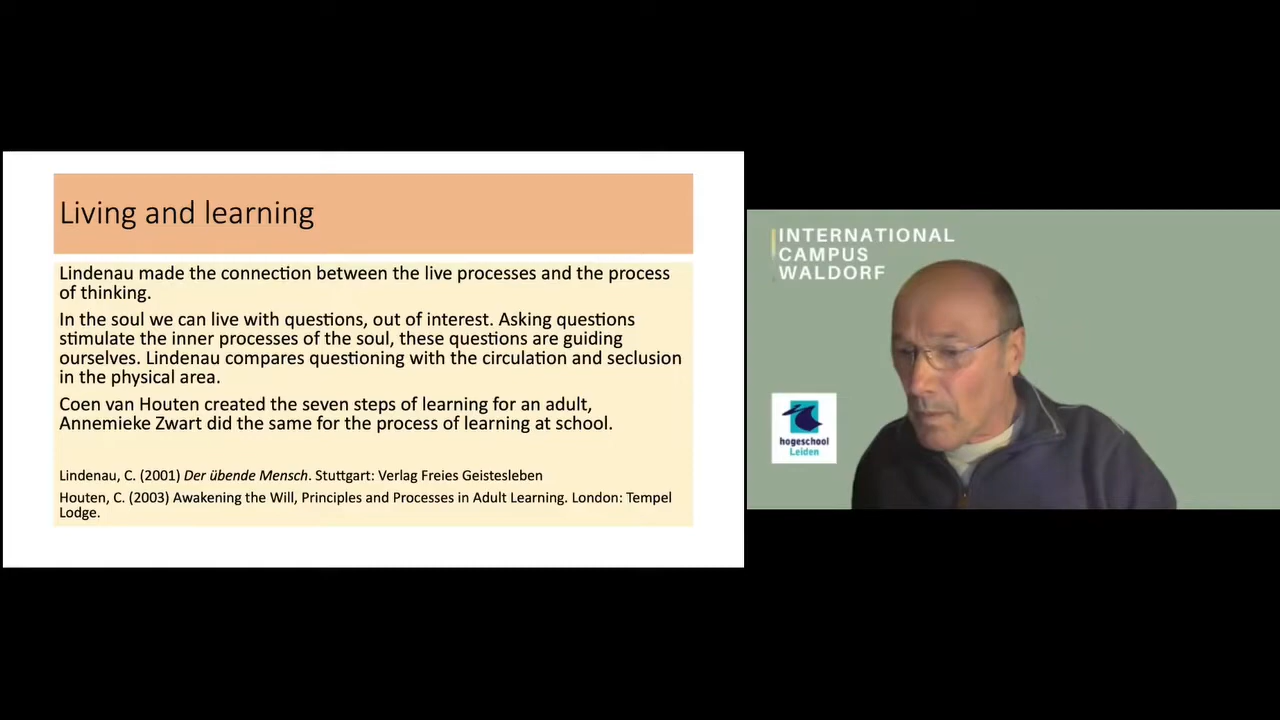 Living and learning
Lindenau made the connection between the live processes and the process
of thinking.
In the soul we can live with questions, out of interest. Asking questions
stimulate the inner processes of the soul, these questions are guiding
ourselves. Lindenau compares questioning with the circulation and seclusion
in the physical area.
Coen van Houten created the seven steps of learning for an adult,
Annemieke Zwart did the same for the process of learning at school.
Lindenau, C. (2001) Der übende Mensch. Stuttgart: Verlag Freies Geistesleben
Houten, C. (2003) Awakening the Will, Principles and Processes in Adult Learning. London: Tempel
Lodge.
INTERNATIONAL
CAMPUS
WALDORF
hogeschool
Leiden